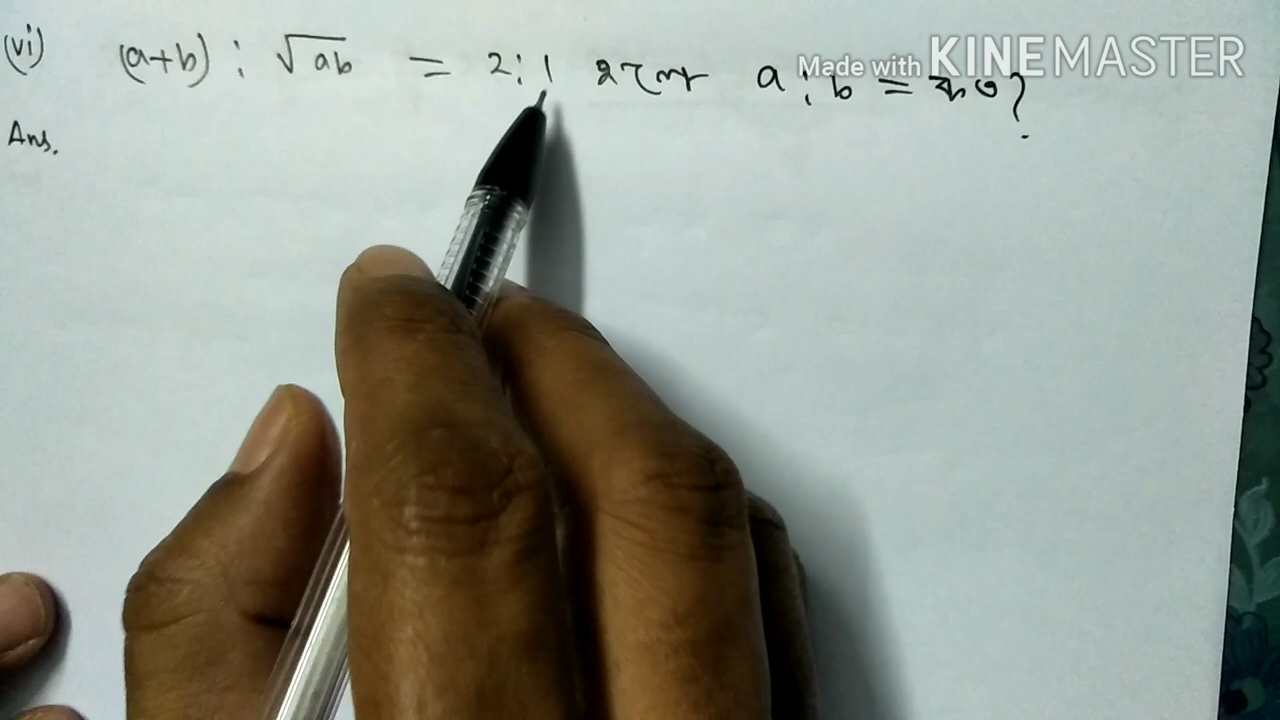 (vi) (a+b) : √ab = 2:1 হলে a : b = কত?
Made with KINEMASTER
Ans.